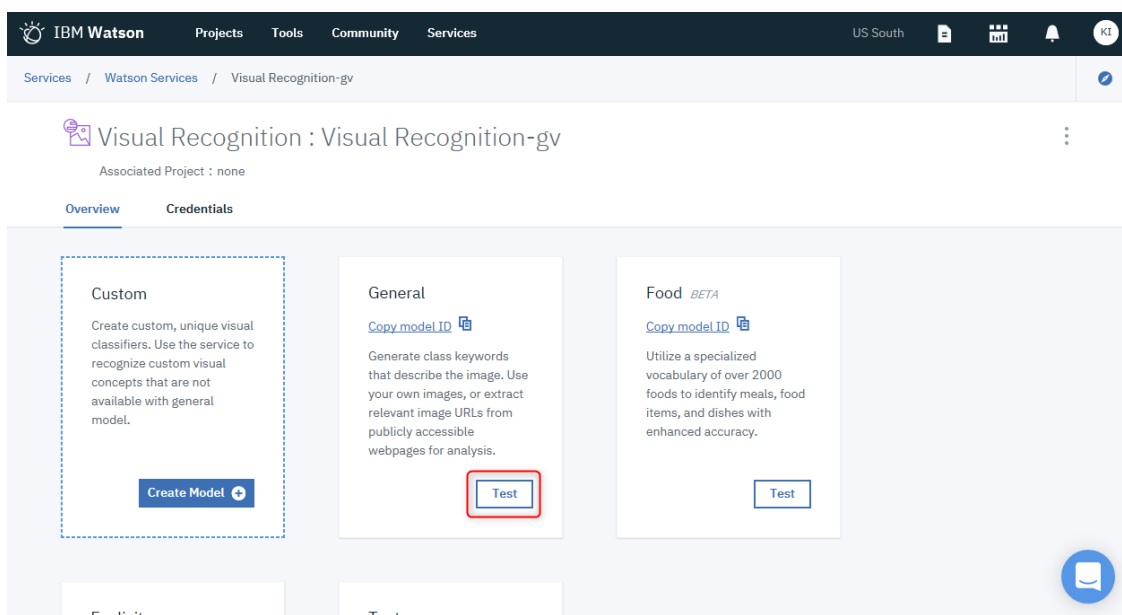 IBM Watson Projects Tools Community Services US South KI
Services / Watson Services / Visual Recognition-gv
Visual Recognition : Visual Recognition-gv
Associated Project : none
Overview Credentials
Custom
Create custom, unique visual
classifiers. Use the service to
recognize custom visual
concepts that are not
available with general
model.
Create Model
General
Copy model ID
Generate class keywords
that describe the image. Use
your own images, or extract
relevant image URLs from
publicly accessible
webpages for analysis.
Test
Food BETA
Copy model ID
Utilize a specialized
vocabulary of over 2000
foods to identify meals, food
items, and dishes with
enhanced accuracy.
Test